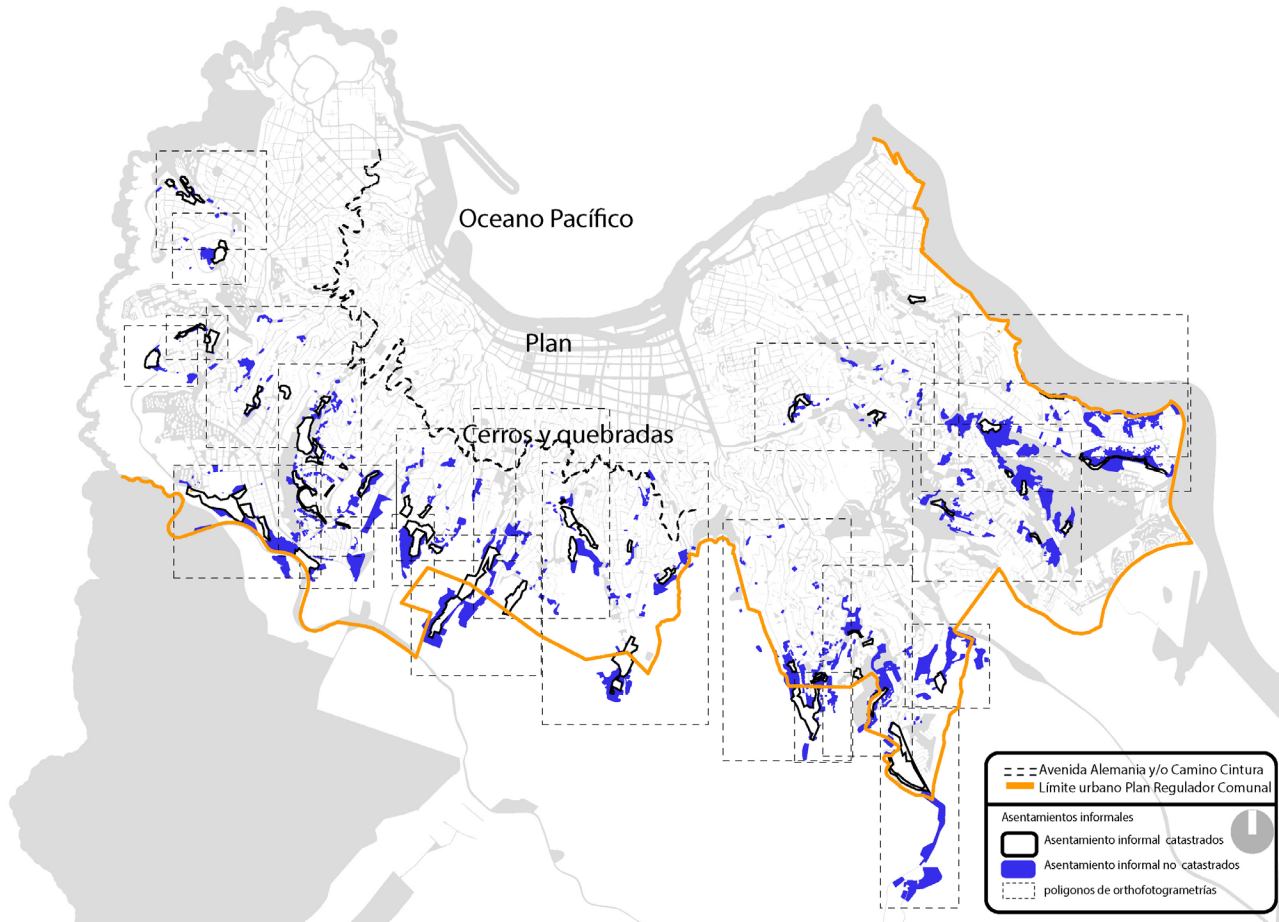 Oceano Pacífico
Plan
Cerros y quebradas
Avenida Alemania y/o Camino Cintura
Límite urbano Plan Regulador Comunal
Asentamientos informales
Asentamiento informal catastrados
Asentamiento informal no catastrados
poligonos de orthofotogrametrías